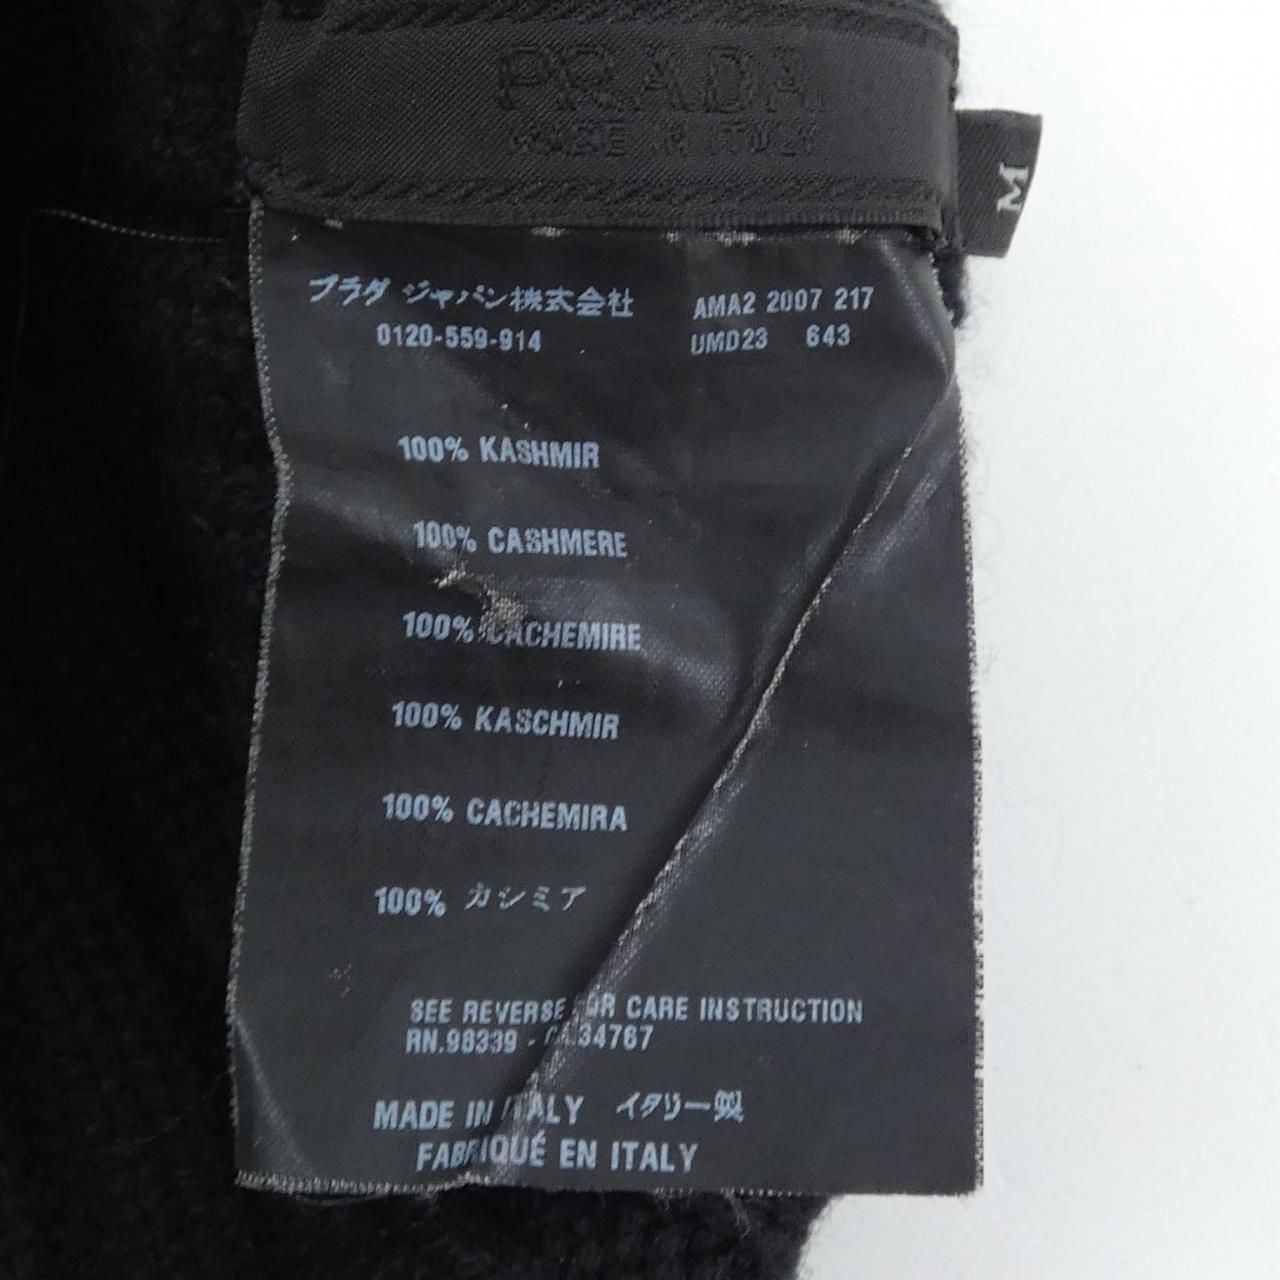 PRADA
MADE IN ITALY
M
プラダ ジャパン株式会社
0120-559-914
AMA2 2007 217
UMD23 643
100% KASHMIR
100% CASHMERE
100% CACHEMIRE
100% KASCHMIR
100% CACHEMIRA
100% カシミア
SEE REVERSE FOR CARE INSTRUCTION
RN.98339 -
MADE IN ITALY イタリー製
FABRIQUÉ EN ITALY